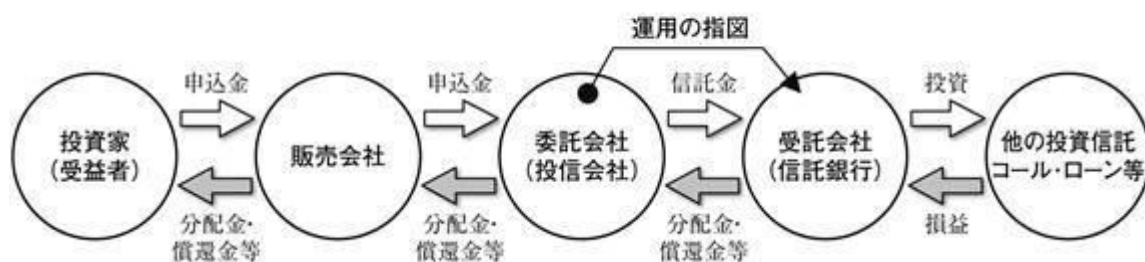 運用の指図
申込金
申込金
信託金
投資
投資家
(受益者)
販売会社
委託会社
(投信会社)
受託会社
(信託銀行)
他の投資信託
コール・ローン等
分配金・
償還金等
分配金・
償還金等
分配金・
償還金等
損益